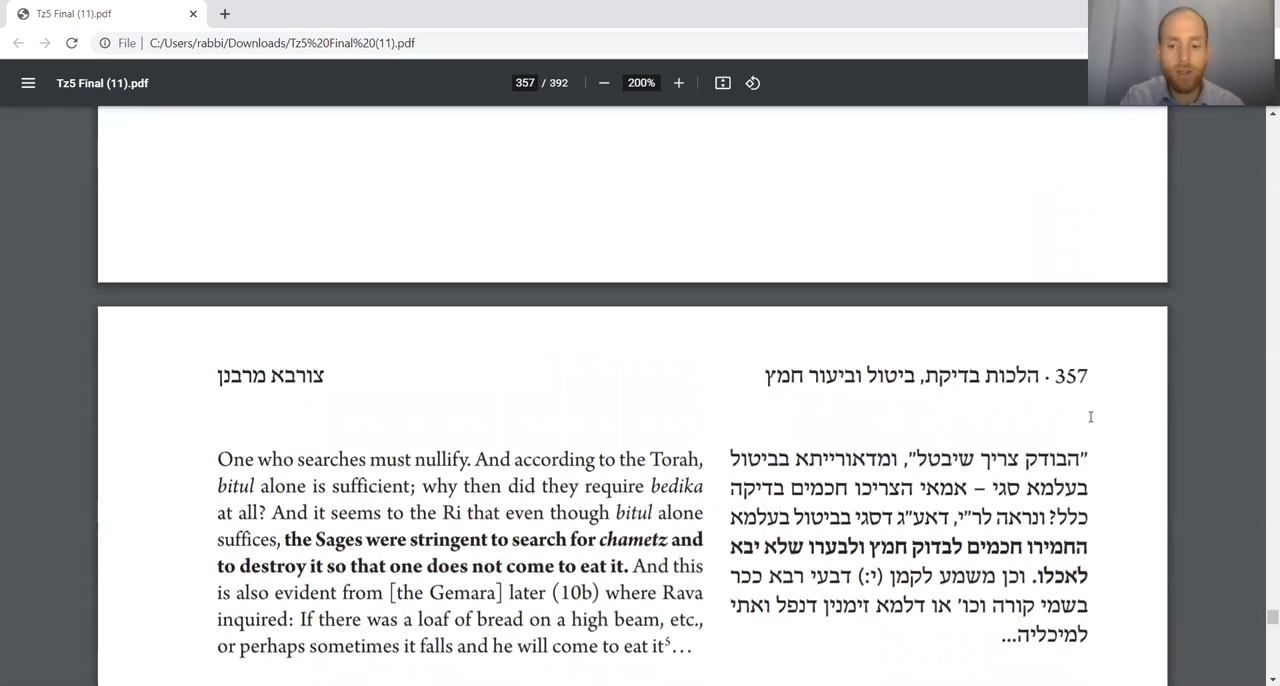 Tz5 Final (11).pdf
File | C:/Users/rabbi/Downloads/Tz5%20Final%20(11).pdf
Tz5 Final (11).pdf
357 / 392
200%
צורבא מרבנן
357 · הלכות בדיקת, ביטול וביעור חמץ
One who searches must nullify. And according to the Torah,
bitul alone is sufficient; why then did they require bedika
at all? And it seems to the Ri that even though bitul alone
suffices, the Sages were stringent to search for chametz and
to destroy it so that one does not come to eat it. And this
is also evident from [the Gemara] later (10b) where Rava
inquired: If there was a loaf of bread on a high beam, etc.,
or perhaps sometimes it falls and he will come to eat it⁵…
"הבודק צריך שיבטל", ומדאורייתא בביטול
בעלמא סגי – אמאי הצריכו חכמים בדיקה
כלל? ונראה לר"י, דאע"ג דסגי בביטול בעלמא
החמירו חכמים לבדוק חמץ ולבערו שלא יבא
לאכלו. וכן משמע לקמן (י:) דבעי רבא ככר
בשמי קורה וכו' או דלמא זימנין דנפל ואתי
למיכליה...